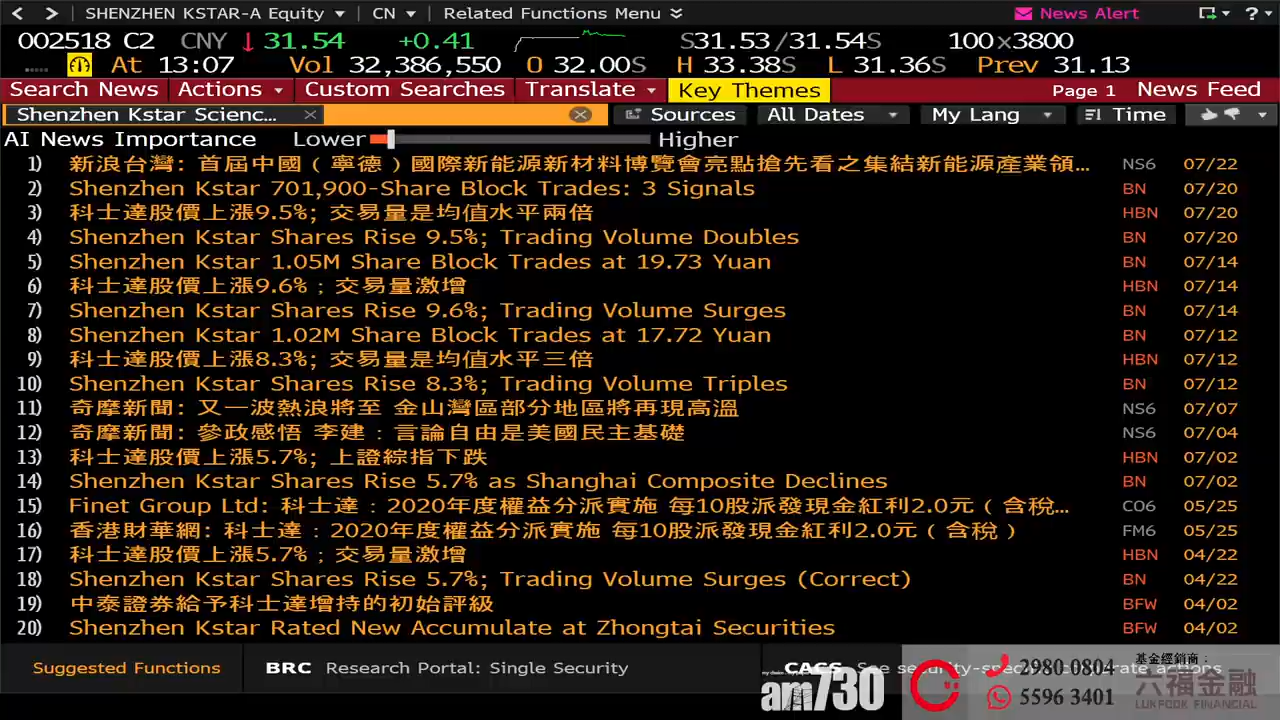 SHENZHEN KSTAR-A Equity CN Related Functions Menu News Alert ?
002518 C2 CNY ↓ 31.54 +0.41 S31.53/31.54S 100x3800
At 13:07 Vol 32,386,550 O 32.00S H 33.38S L 31.36S Prev 31.13
Search News Actions Custom Searches Translate Key Themes Page 1 News Feed
Shenzhen Kstar Scienc... Sources All Dates My Lang Time
AI News Importance Lower Higher
1) 新浪台灣: 首屆中國(寧德)國際新能源新材料博覽會亮點搶先看之集結新能源產業領... NS6 07/22
2) Shenzhen Kstar 701,900-Share Block Trades: 3 Signals BN 07/20
3) 科士達股價上漲9.5%; 交易量是均值水平兩倍 HBN 07/20
4) Shenzhen Kstar Shares Rise 9.5%; Trading Volume Doubles BN 07/20
5) Shenzhen Kstar 1.05M Share Block Trades at 19.73 Yuan BN 07/14
6) 科士達股價上漲9.6%；交易量激增 HBN 07/14
7) Shenzhen Kstar Shares Rise 9.6%; Trading Volume Surges BN 07/14
8) Shenzhen Kstar 1.02M Share Block Trades at 17.72 Yuan BN 07/12
9) 科士達股價上漲8.3%; 交易量是均值水平三倍 HBN 07/12
10) Shenzhen Kstar Shares Rise 8.3%; Trading Volume Triples BN 07/12
11) 奇摩新聞: 又一波熱浪將至 金山灣區部分地區將再現高溫 NS6 07/07
12) 奇摩新聞: 參政感悟 李建：言論自由是美國民主基礎 NS6 07/04
13) 科士達股價上漲5.7%; 上證綜指下跌 HBN 07/02
14) Shenzhen Kstar Shares Rise 5.7% as Shanghai Composite Declines BN 07/02
15) Finet Group Ltd: 科士達：2020年度權益分派實施 每10股派發現金紅利2.0元（含稅... CO6 05/25
16) 香港財華網: 科士達：2020年度權益分派實施 每10股派發現金紅利2.0元（含稅） FM6 05/25
17) 科士達股價上漲5.7%；交易量激增 HBN 04/22
18) Shenzhen Kstar Shares Rise 5.7%; Trading Volume Surges (Correct) BN 04/22
19) 中泰證券給予科士達增持的初始評級 BFW 04/02
20) Shenzhen Kstar Rated New Accumulate at Zhongtai Securities BFW 04/02
Suggested Functions BRC Research Portal: Single Security CACS See security-specific corporate actions
am730
2980 0804
5596 3401
基金經銷商：
六福金融
LUKFOOK FINANCIAL